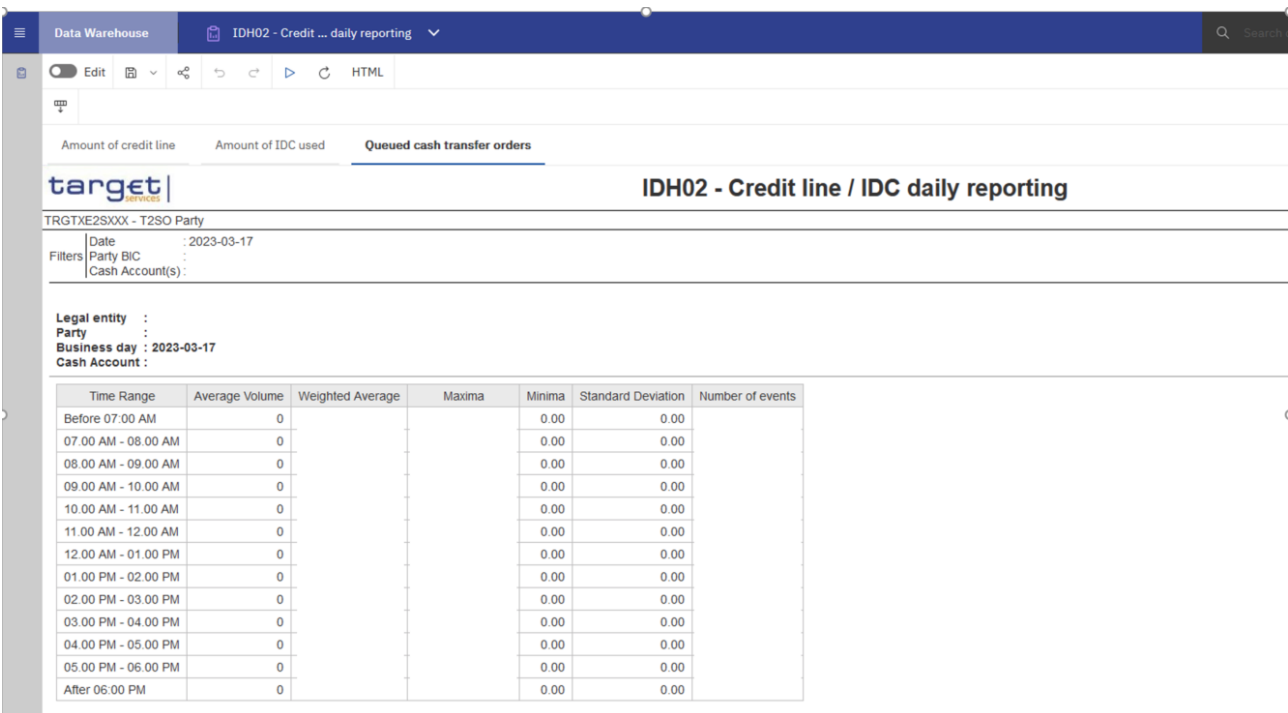 Data Warehouse IDH02 - Credit ... daily reporting Search
Edit HTML
Amount of credit line Amount of IDC used Queued cash transfer orders
target| services IDH02 - Credit line / IDC daily reporting
TRGTXE2SXXX - T2SO Party
Date : 2023-03-17
Filters Party BIC :
Cash Account(s) :
Legal entity :
Party :
Business day : 2023-03-17
Cash Account :
Time Range Average Volume Weighted Average Maxima Minima Standard Deviation Number of events
Before 07:00 AM 0 0.00 0.00
07.00 AM - 08.00 AM 0 0.00 0.00
08.00 AM - 09.00 AM 0 0.00 0.00
09.00 AM - 10.00 AM 0 0.00 0.00
10.00 AM - 11.00 AM 0 0.00 0.00
11.00 AM - 12.00 AM 0 0.00 0.00
12.00 AM - 01.00 PM 0 0.00 0.00
01.00 PM - 02.00 PM 0 0.00 0.00
02.00 PM - 03.00 PM 0 0.00 0.00
03.00 PM - 04.00 PM 0 0.00 0.00
04.00 PM - 05.00 PM 0 0.00 0.00
05.00 PM - 06.00 PM 0 0.00 0.00
After 06:00 PM 0 0.00 0.00